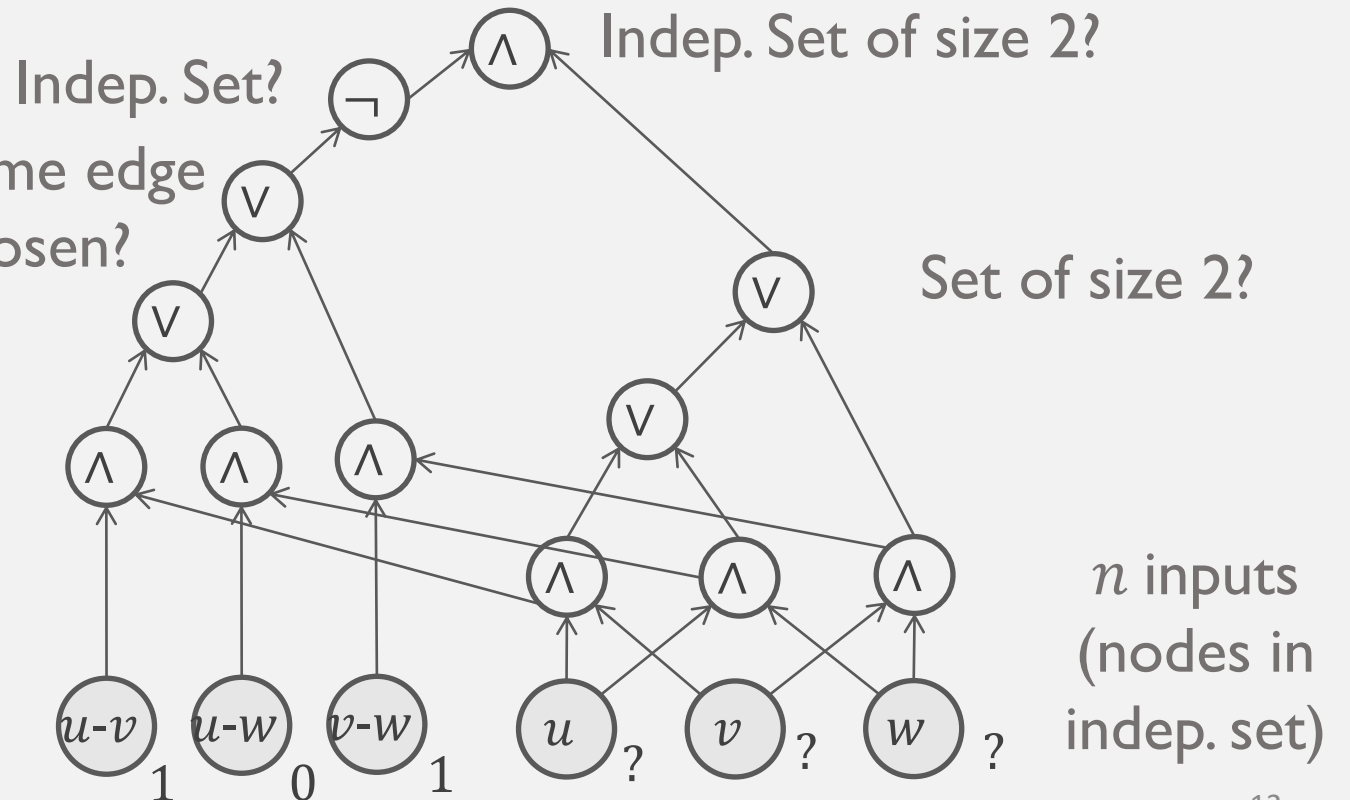 Indep. Set of size 2?
∧
Indep. Set?
¬
me edge
osen?
∨
Set of size 2?
∨
∨
∨
∧
∧
∧
∧
∧
∧
n inputs
(nodes in
indep. set)
u-v
u-w
v-w
u
v
w
1
0
1
?
?
?